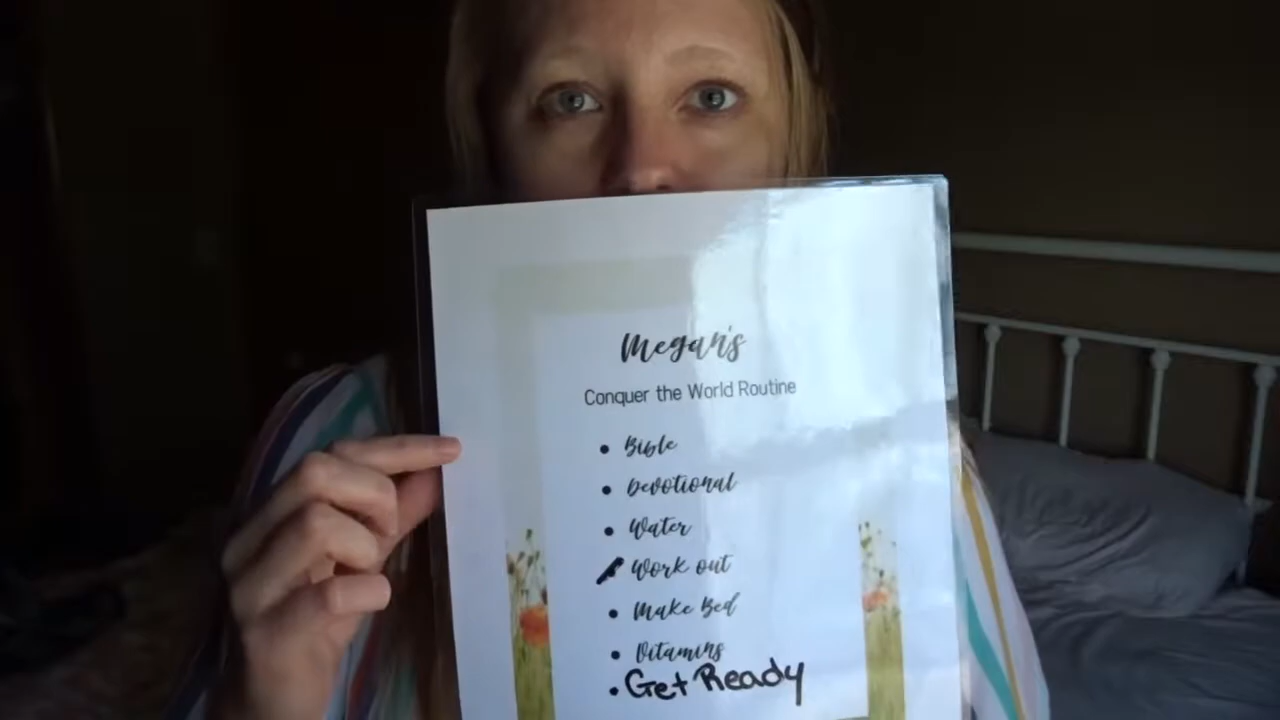 Megan's
Conquer the World Routine
• Bible
• Devotional
• Water
Work out
• Make Bed
• Vitamins
• Get Ready